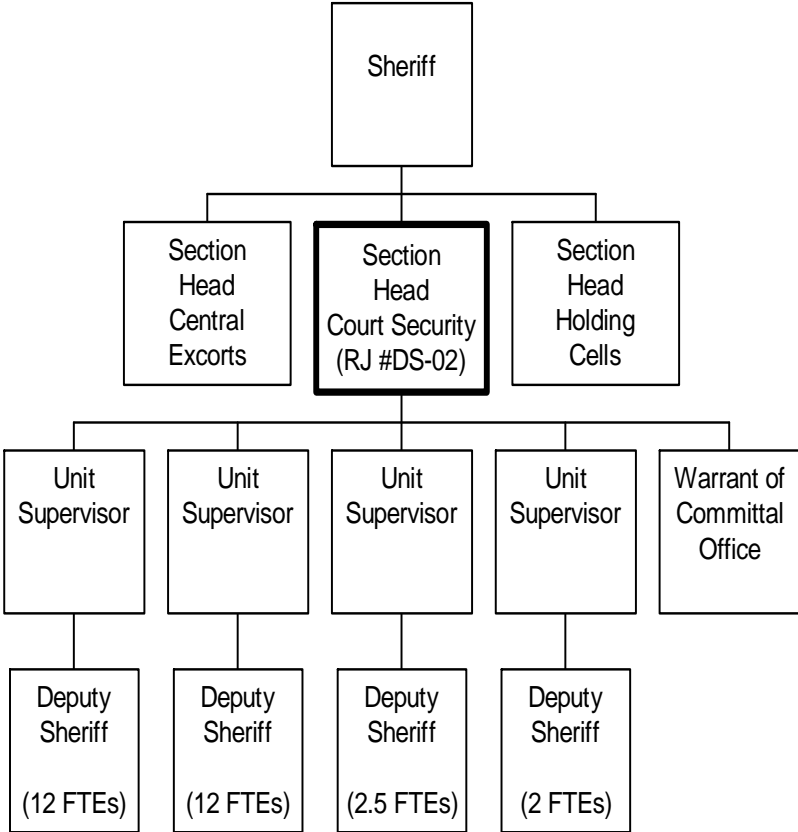 Sheriff
Section
Head
Central
Excorts
Section
Head
Court Security
(RJ #DS-02)
Section
Head
Holding
Cells
Unit
Supervisor
Unit
Supervisor
Unit
Supervisor
Unit
Supervisor
Warrant of
Committal
Office
Deputy
Sheriff
(12 FTEs)
Deputy
Sheriff
(12 FTEs)
Deputy
Sheriff
(2.5 FTEs)
Deputy
Sheriff
(2 FTEs)